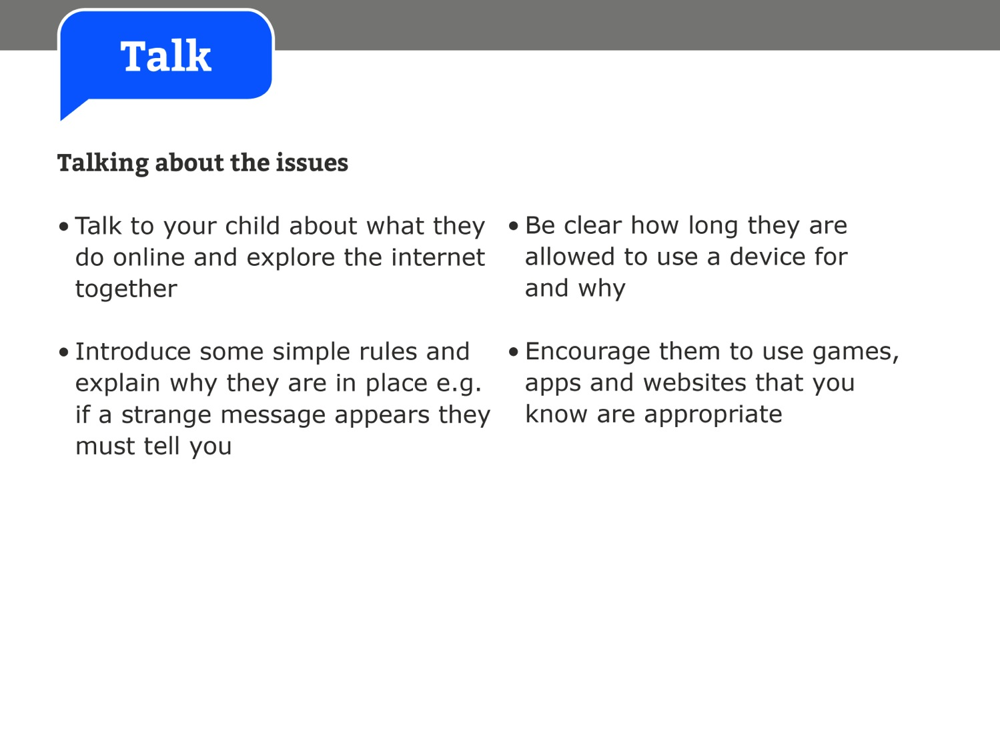 Talk
Talking about the issues
• Talk to your child about what they
do online and explore the internet
together
• Introduce some simple rules and
explain why they are in place e.g.
if a strange message appears they
must tell you
• Be clear how long they are
allowed to use a device for
and why
• Encourage them to use games,
apps and websites that you
know are appropriate